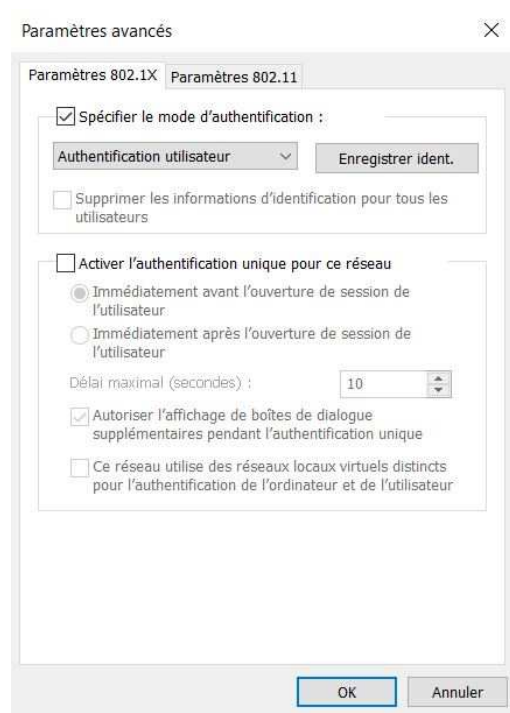 Paramètres avancés
Paramètres 802.1X Paramètres 802.11
Spécifier le mode d'authentification :
Authentification utilisateur Enregistrer ident.
Supprimer les informations d'identification pour tous les
utilisateurs
Activer l'authentification unique pour ce réseau
Immédiatement avant l'ouverture de session de
l'utilisateur
Immédiatement après l'ouverture de session de
l'utilisateur
Délai maximal (secondes) : 10
Autoriser l'affichage de boîtes de dialogue
supplémentaires pendant l'authentification unique
Ce réseau utilise des réseaux locaux virtuels distincts
pour l'authentification de l'ordinateur et de l'utilisateur
OK Annuler